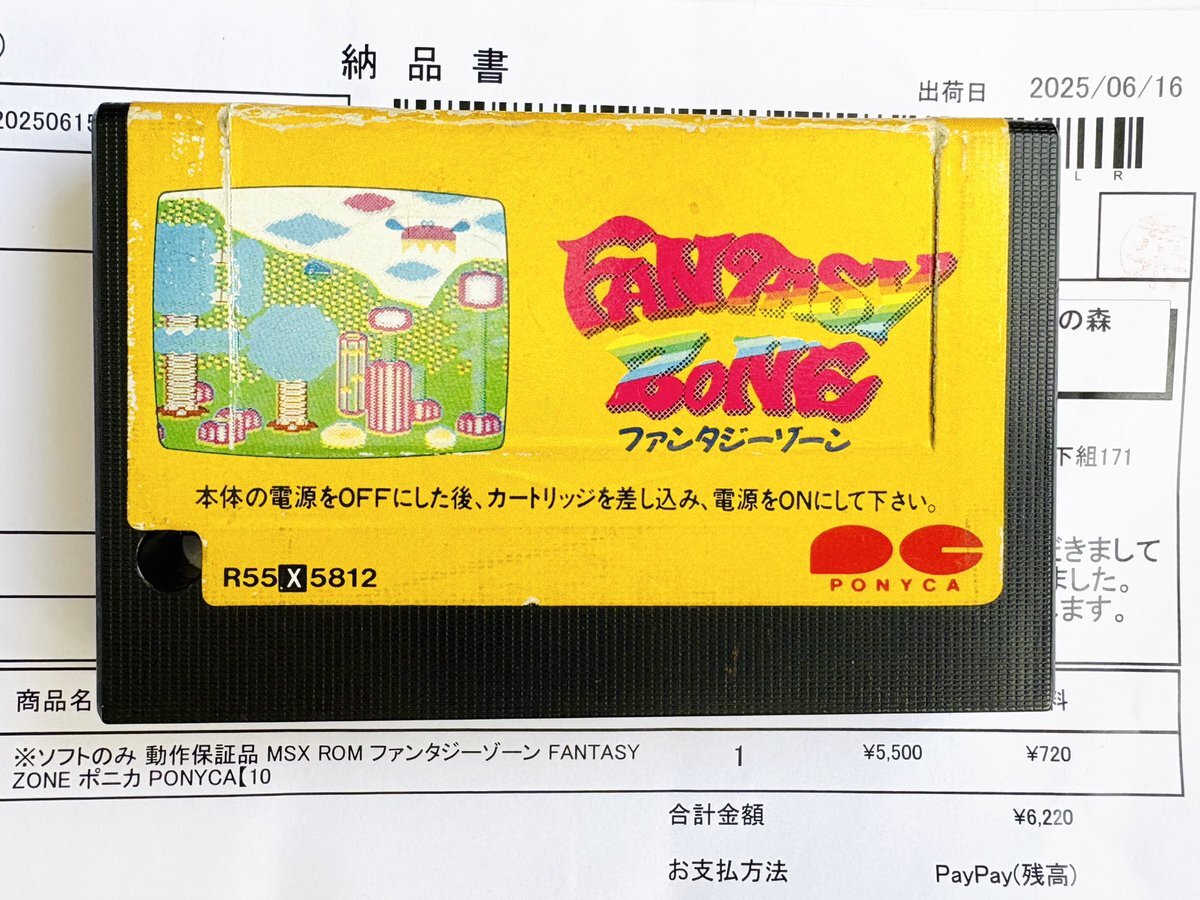 納品書
出荷日 2025/06/16
20250615
L R
の森
FANTASY
ZONE
ファンタジーゾーン
下組171
本体の電源をOFFにした後、カートリッジを差し込み、電源をONにして下さい。
だきまして
ました。
します。
R55X5812
PONYCA
商品名
料
※ソフトのみ 動作保証品 MSX ROM ファンタジーゾーン FANTASY 1 ¥5,500 ¥720
ZONE ポニカ PONYCA【10
合計金額 ¥6,220
お支払方法 PayPay(残高)